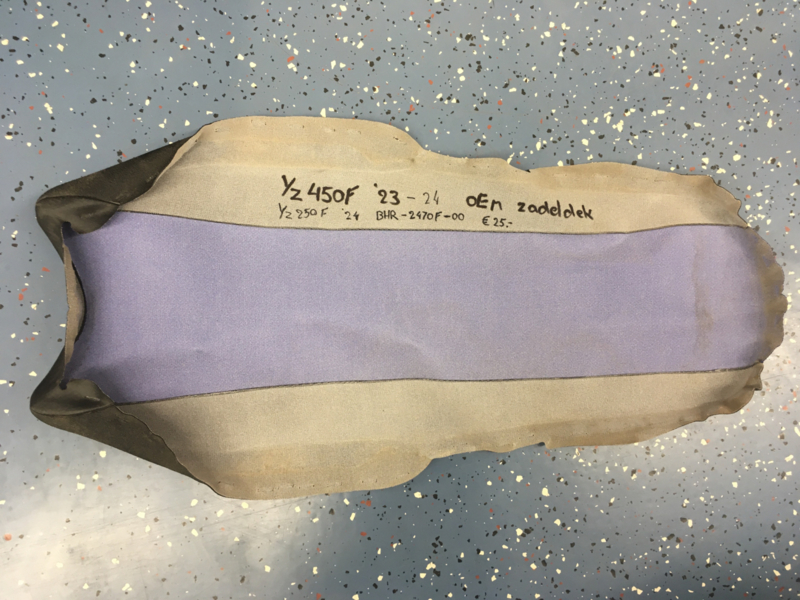 Yz 450F '23 - 24 OEM zadeldek
Yz 250F '24 BHR-2470F-00 € 25.-